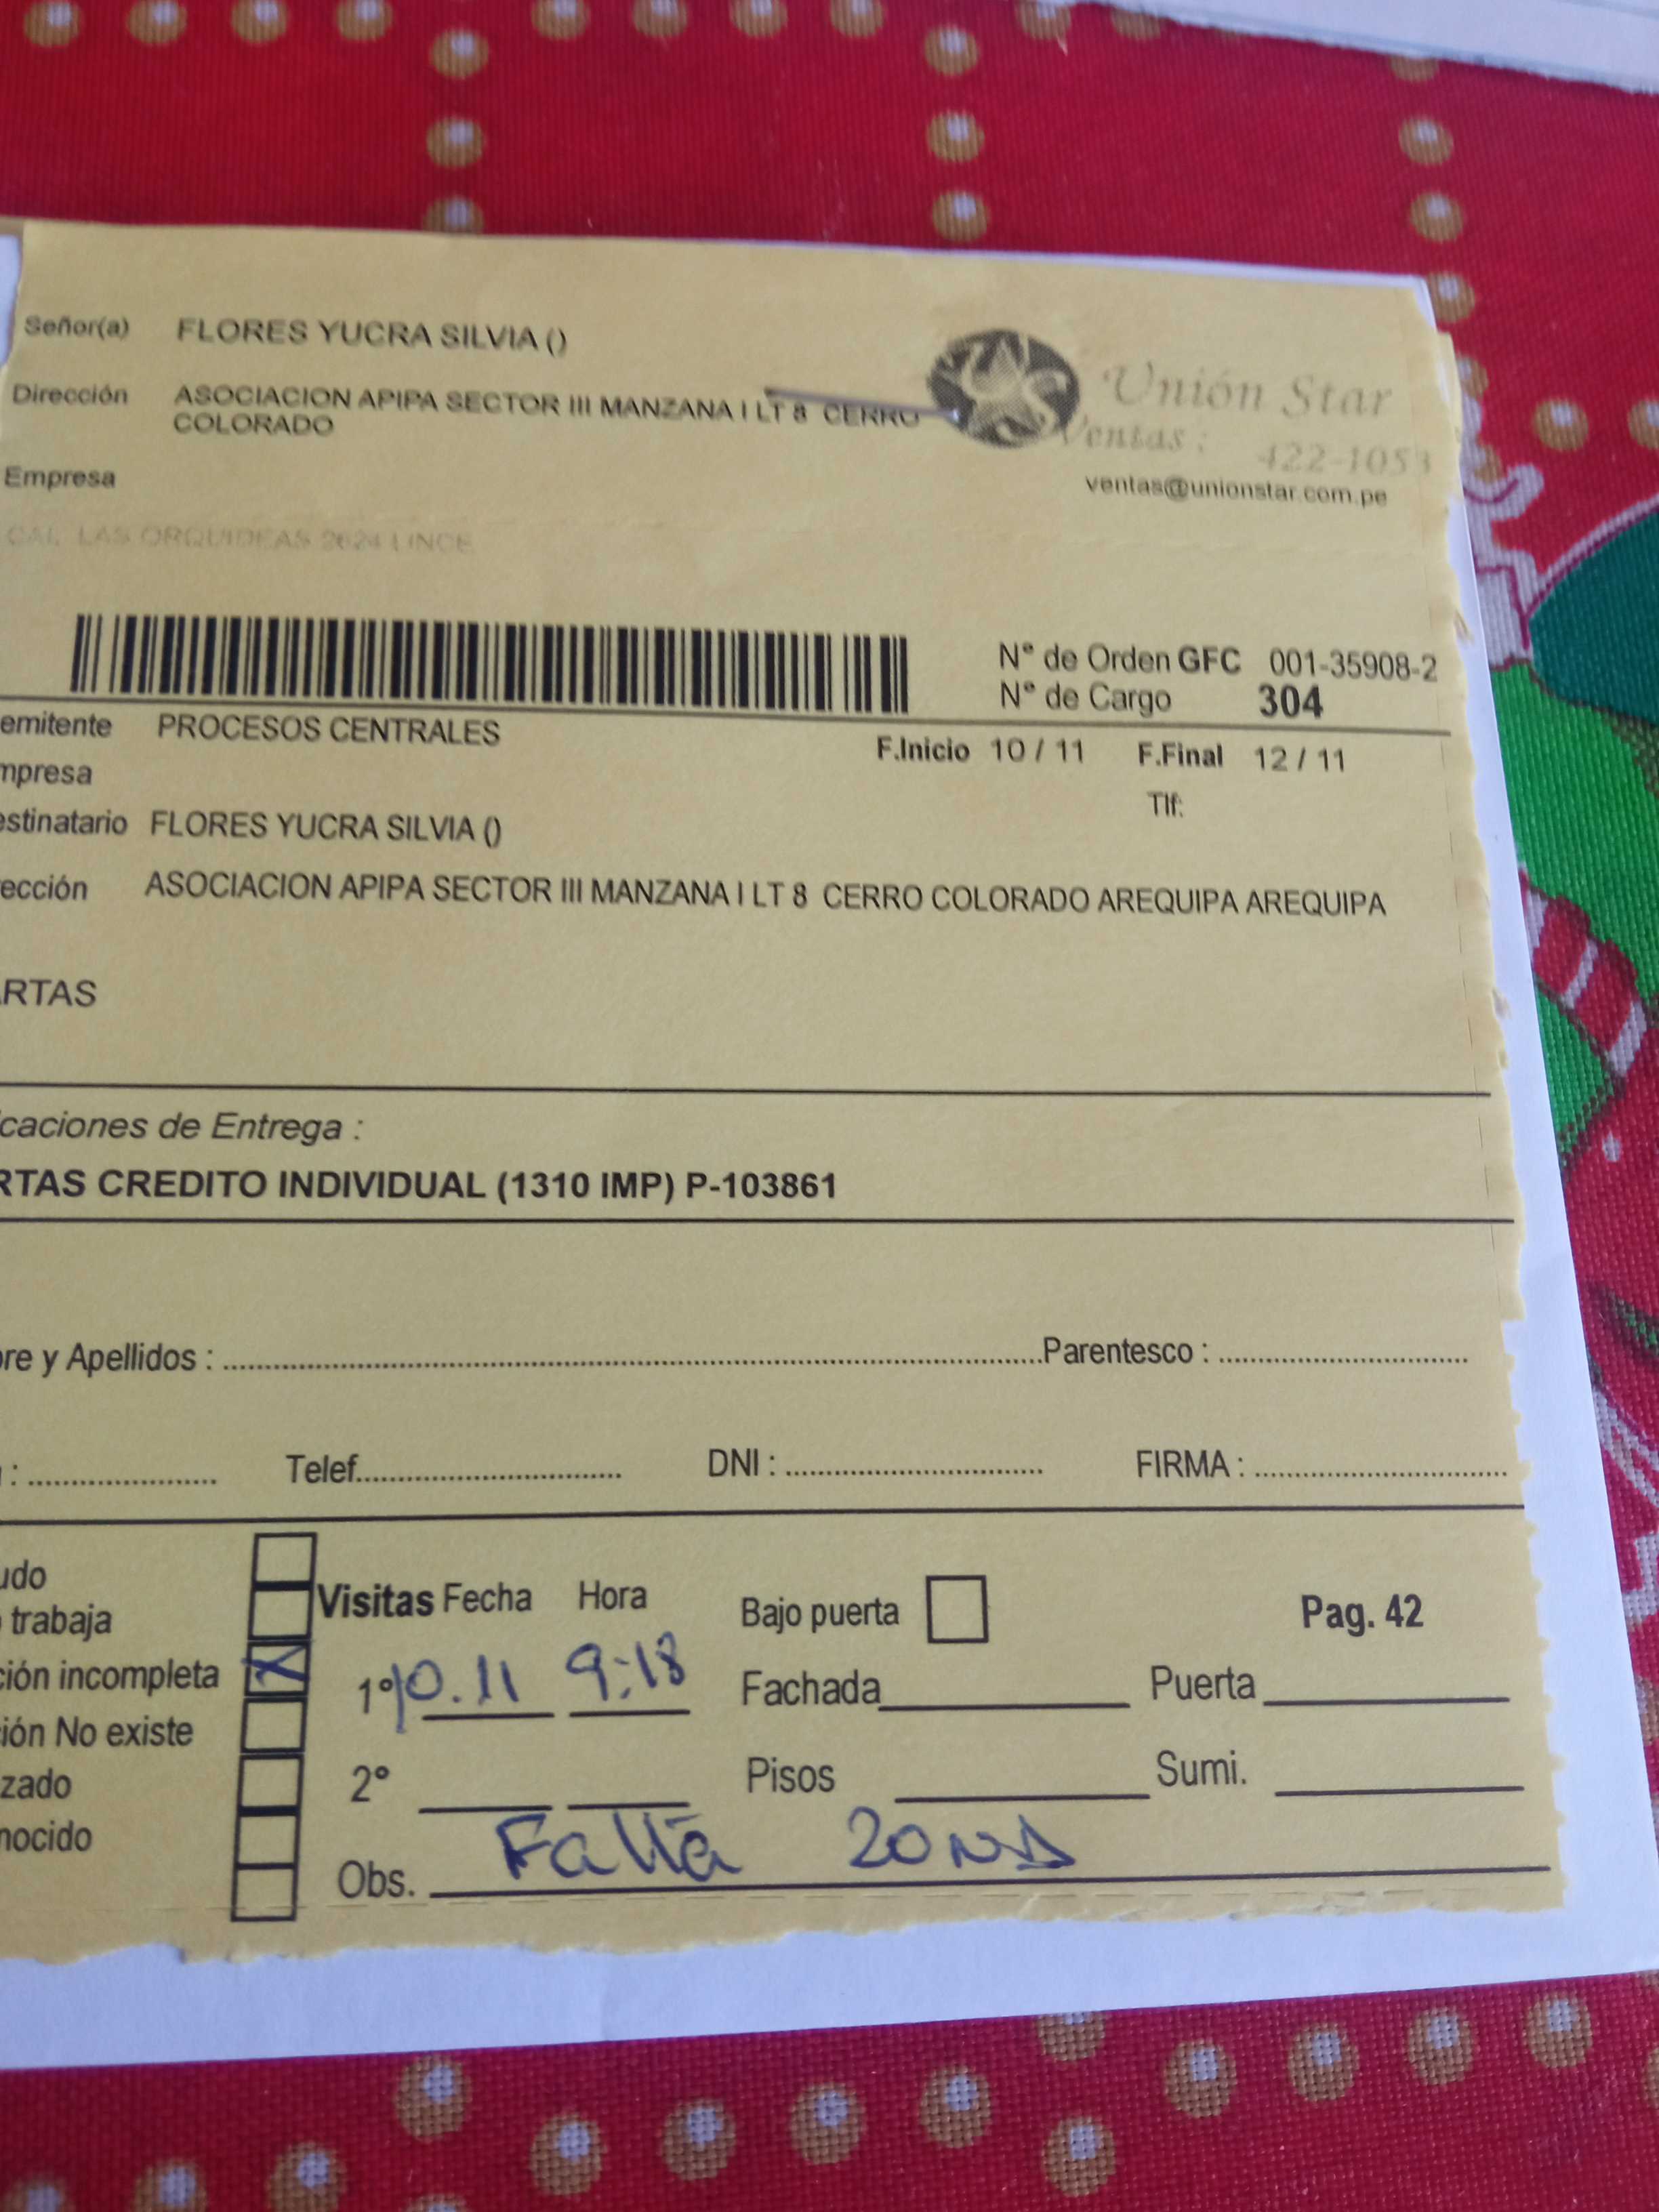 Señor(a) FLORES YUCRA SILVIA ()
Dirección ASOCIACION APIPA SECTOR III MANZANA I LT 8 CERRO
COLORADO
Unión Star
Ventas : 422-1053
ventas@unionstar.com.pe
Empresa
CAL LAS ORQUIDEAS 2624 LINCE
N° de Orden GFC 001-35908-2
N° de Cargo 304
emitente PROCESOS CENTRALES
F.Inicio 10 / 11 F.Final 12 / 11
mpresa
Tlf:
estinatario FLORES YUCRA SILVIA ()
ección ASOCIACION APIPA SECTOR III MANZANA I LT 8 CERRO COLORADO AREQUIPA AREQUIPA
RTAS
caciones de Entrega :
RTAS CREDITO INDIVIDUAL (1310 IMP) P-103861
re y Apellidos : Parentesco :
: Telef. DNI : FIRMA :
udo
trabaja
Visitas Fecha Hora Bajo puerta Pag. 42
ción incompleta 1° 10.11 9:18 Fachada Puerta
ión No existe
zado 2° Pisos Sumi.
nocido
Obs. Falta ZONA